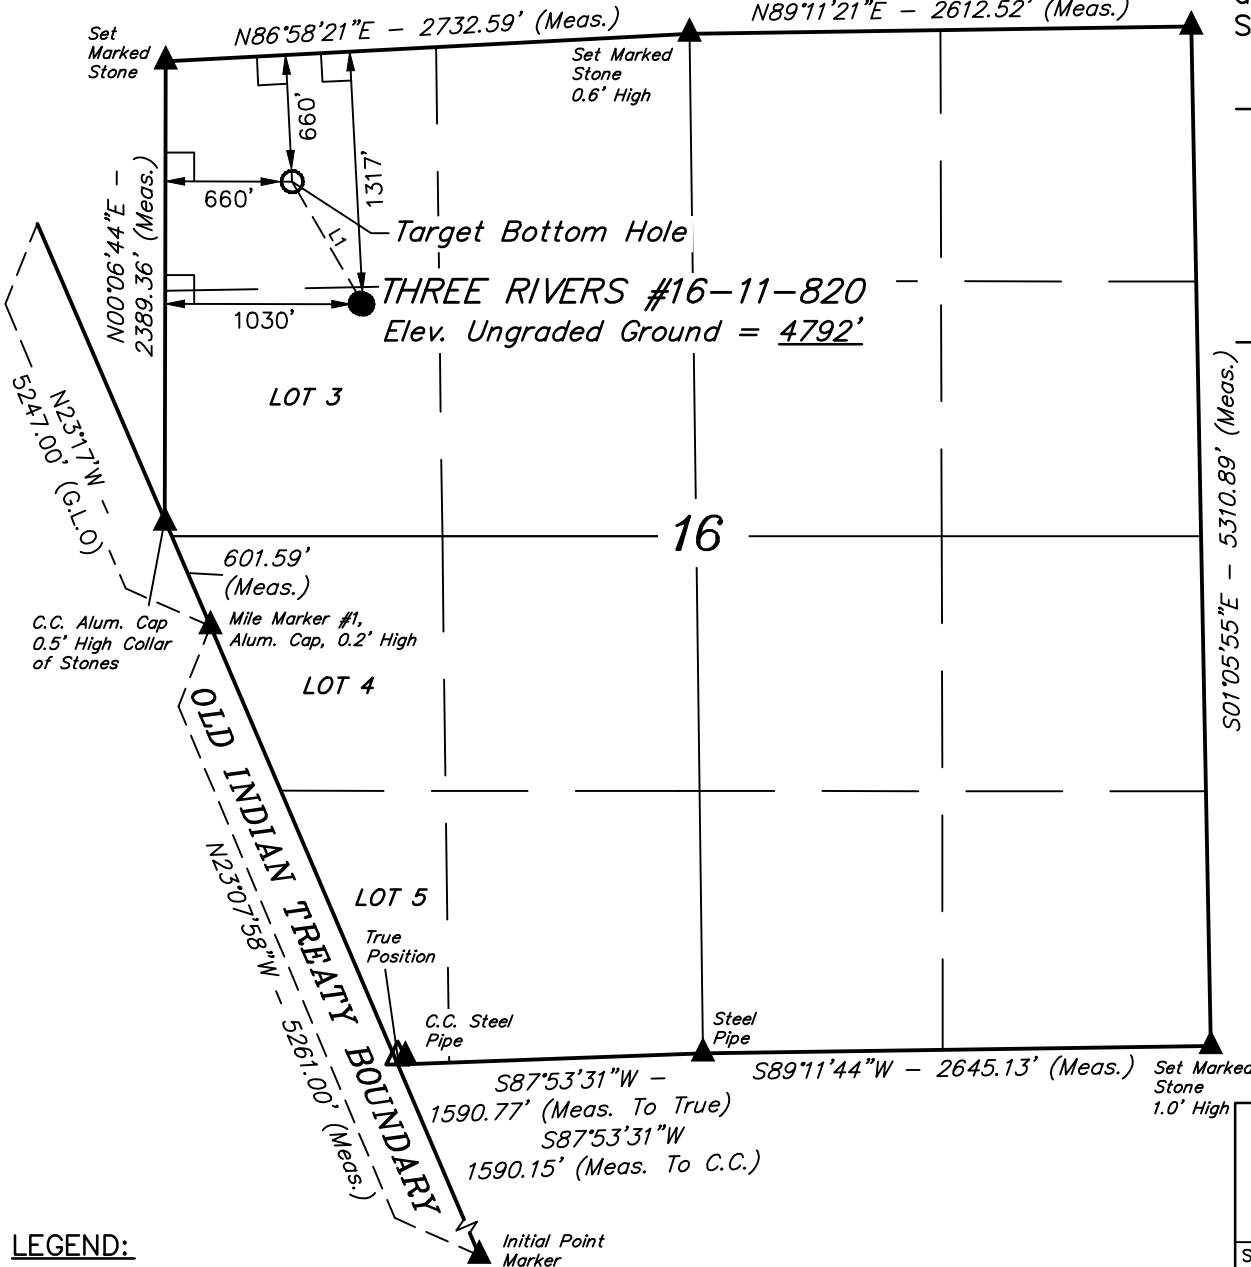 N86°58'21"E - 2732.59' (Meas.)
N89°11'21"E - 2612.52' (Meas.)
S
Set
Marked
Stone
Set Marked
Stone
0.6' High
660'
1317'
660'
N00°06'44"E -
2389.36' (Meas.)
L1
Target Bottom Hole
THREE RIVERS #16-11-820
Elev. Ungraded Ground = 4792'
1030'
LOT 3
N23°17'W -
5247.00' (G.L.O)
S01°05'55"E - 5310.89' (Meas.)
16
601.59'
(Meas.)
C.C. Alum. Cap
0.5' High Collar
of Stones
Mile Marker #1,
Alum. Cap, 0.2' High
LOT 4
OLD INDIAN TREATY BOUNDARY
N23°07'58"W - 5261.00' (Meas.)
LOT 5
True
Position
C.C. Steel
Pipe
Steel
Pipe
S87°53'31"W -
1590.77' (Meas. To True)
S87°53'31"W
1590.15' (Meas. To C.C.)
S89°11'44"W - 2645.13' (Meas.)
Set Marked
Stone
1.0' High
Initial Point
Marker
LEGEND:
S